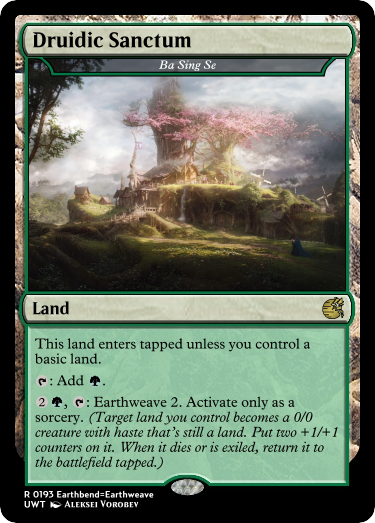 Druidic Sanctum
Ba Sing Se
Land
This land enters tapped unless you control a
basic land.
: Add .
2 , : Earthweave 2. Activate only as a
sorcery. (Target land you control becomes a 0/0
creature with haste that's still a land. Put two +1/+1
counters on it. When it dies or is exiled, return it to
the battlefield tapped.)
R 0193 Earthbend=Earthweave
UWT Aleksei Vorobev